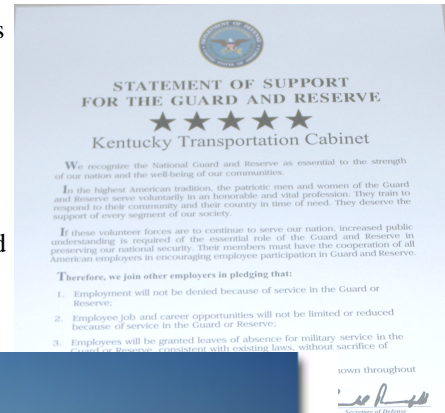 s
DEPARTMENT OF DEFENSE
UNITED STATES OF AMERICA
STATEMENT OF SUPPORT
FOR THE GUARD AND RESERVE
Kentucky Transportation Cabinet
We recognize the National Guard and Reserve as essential to the strength
of our nation and the well-being of our communities.
In the highest American tradition, the patriotic men and women of the Guard
and Reserve serve voluntarily in an honorable and vital profession. They train to
respond to their community and their country in time of need. They deserve the
support of every segment of our society.
If these volunteer forces are to continue to serve our nation, increased public
understanding is required of the essential role of the Guard and Reserve in
d
preserving our national security. Their members must have the cooperation of all
American employers in encouraging employee participation in Guard and Reserve.
Therefore, we join other employers in pledging that:
1. Employment will not be denied because of service in the Guard or
Reserve;
2. Employee job and career opportunities will not be limited or reduced
because of service in the Guard or Reserve;
3. Employees will be granted leaves of absence for military service in the
Guard or Reserve, consistent with existing laws, without sacrifice of
nown throughout
Secretary of Defense